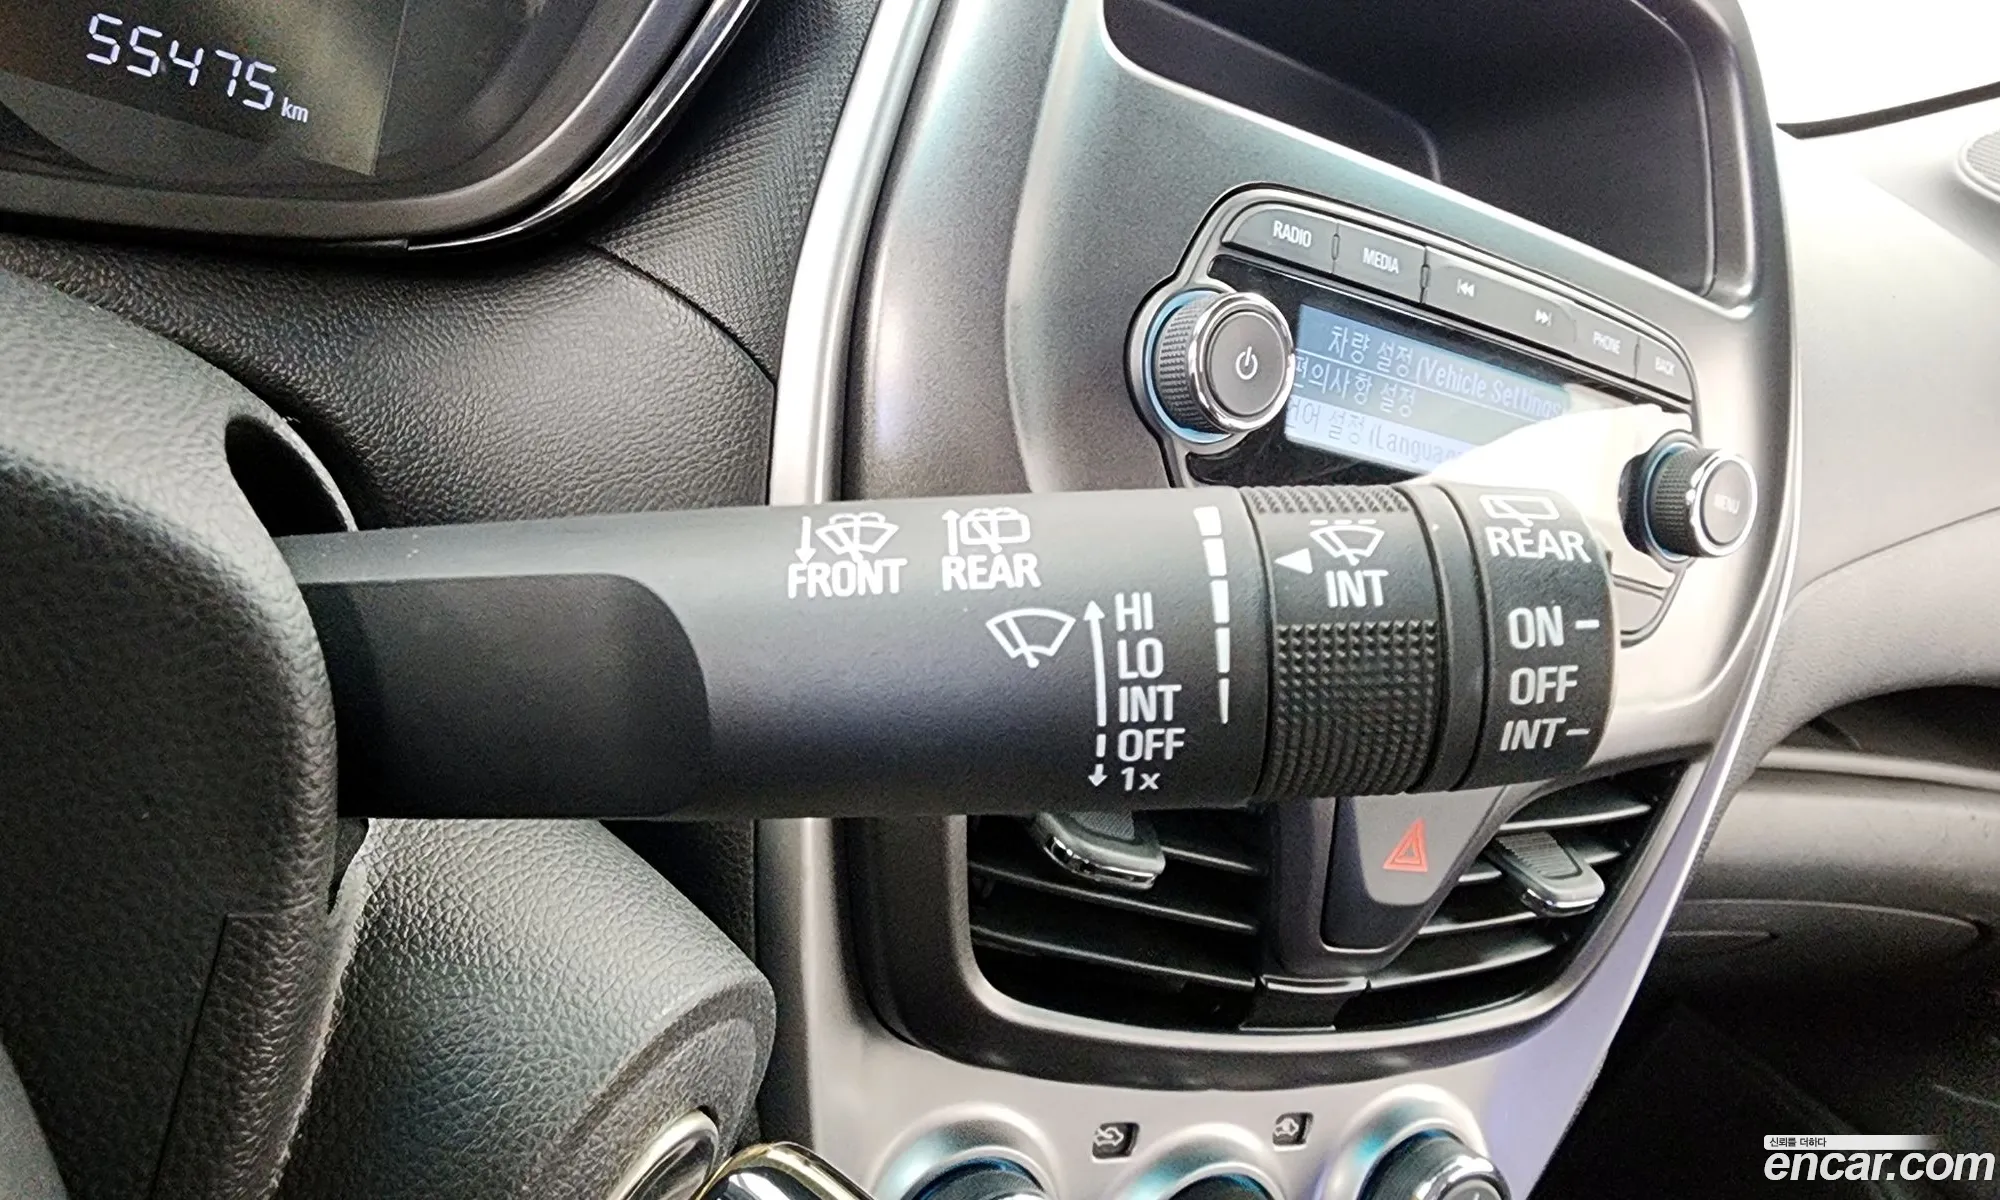 55475 km
RADIO
MEDIA
PHONE
BACK
차량 설정 (Vehicle Settings
편의사항 설정
언어 설정 (Languag
MENU
FRONT
REAR
HI
LO
INT
OFF
1x
INT
REAR
ON
OFF
INT
신뢰를 더하다
encar.com